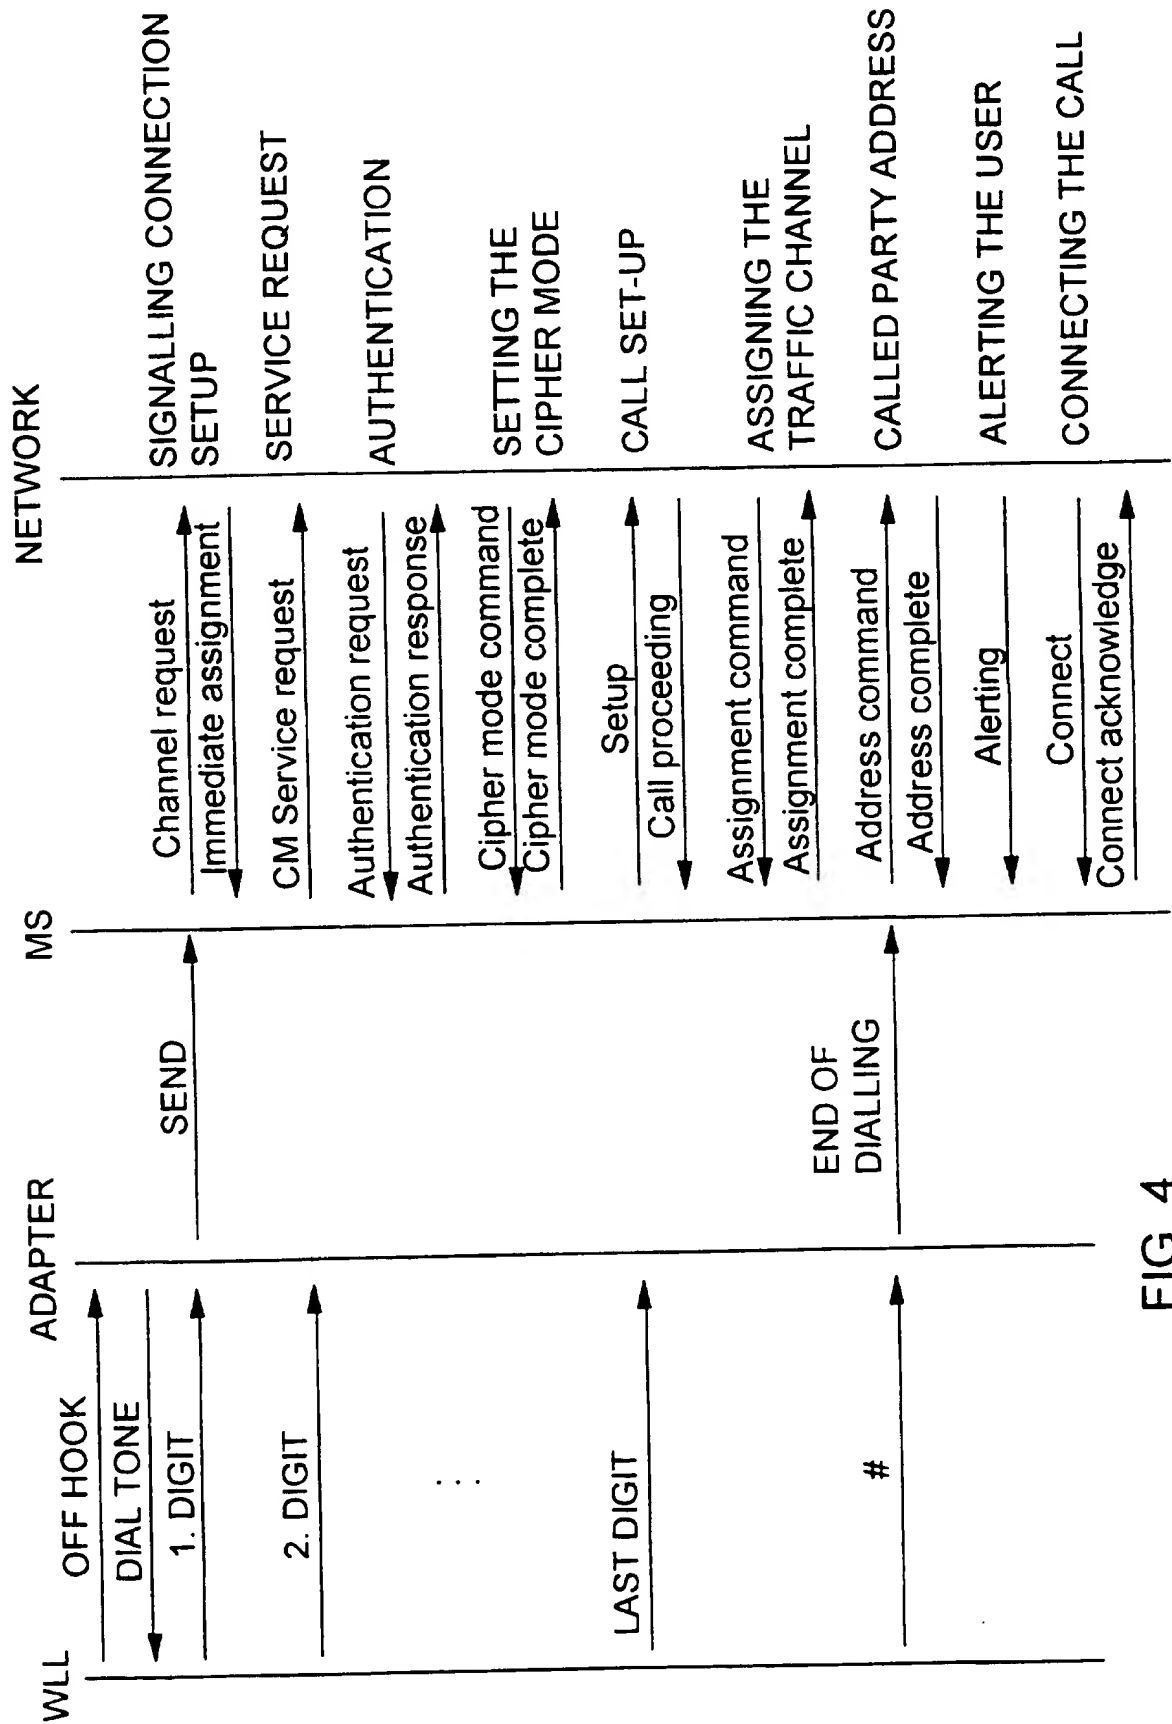 WLL
ADAPTER
MS
NETWORK
OFF HOOK
DIAL TONE
1. DIGIT
SEND
Channel request
Immediate assignment
SIGNALLING CONNECTION
SETUP
2. DIGIT
CM Service request
SERVICE REQUEST
Authentication request
Authentication response
AUTHENTICATION
. . .
Cipher mode command
Cipher mode complete
SETTING THE
CIPHER MODE
LAST DIGIT
Setup
Call proceeding
CALL SET-UP
Assignment command
Assignment complete
ASSIGNING THE
TRAFFIC CHANNEL
#
END OF
DIALLING
Address command
Address complete
CALLED PARTY ADDRESS
Alerting
ALERTING THE USER
Connect
Connect acknowledge
CONNECTING THE CALL
FIG. 4